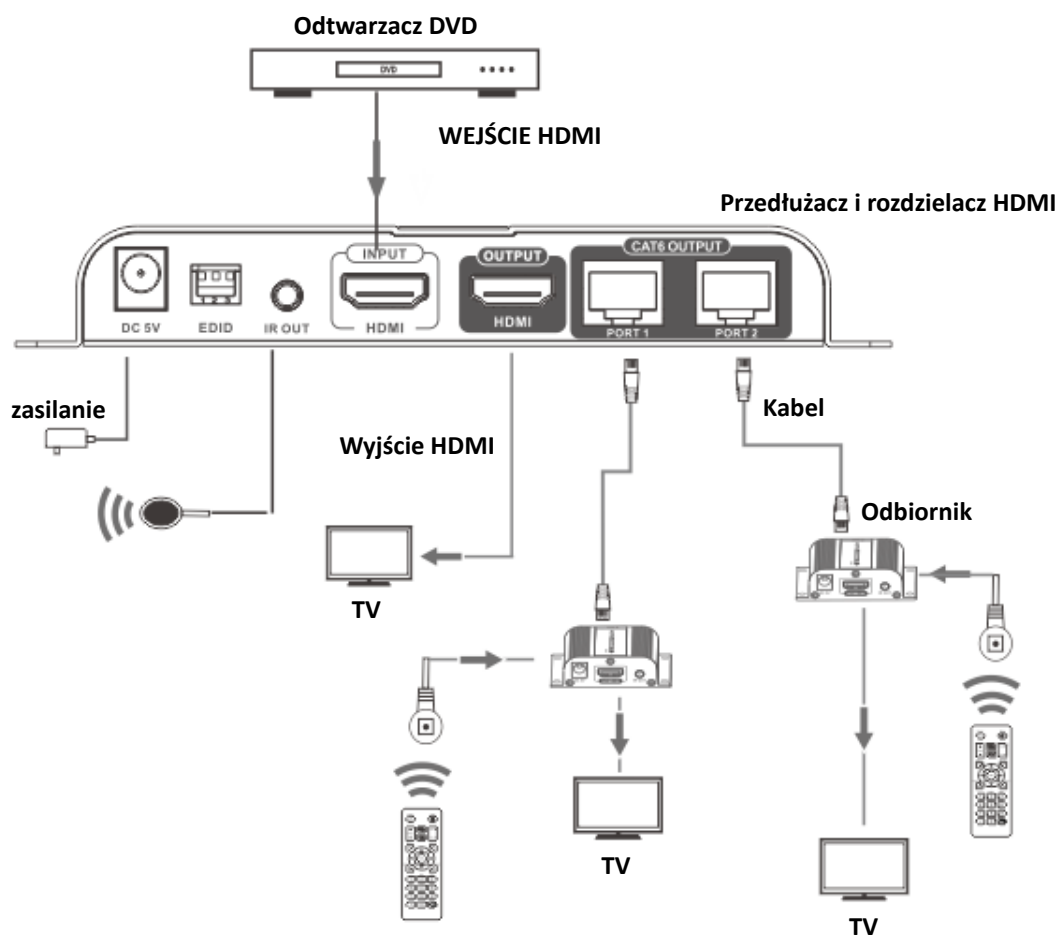 Odtwarzacz DVD
DVD
WEJŚCIE HDMI
Przedłużacz i rozdzielacz HDMI
CAT6 OUTPUT
INPUT
OUTPUT
HDMI
HDMI
DC 5V
EDID
IR OUT
PORT 1
PORT 2
zasilanie
Kabel
Wyjście HDMI
Odbiornik
TV
TV
TV